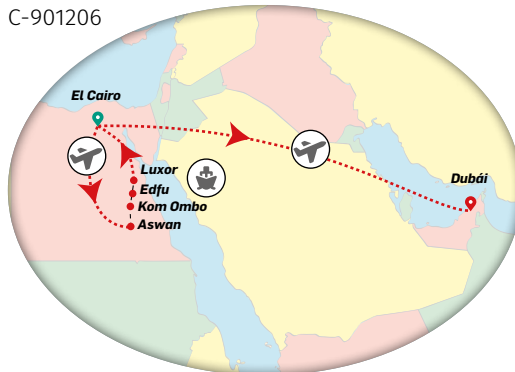 C-901206
El Cairo
Luxor
Edfu
Kom Ombo
Aswan
Dubái